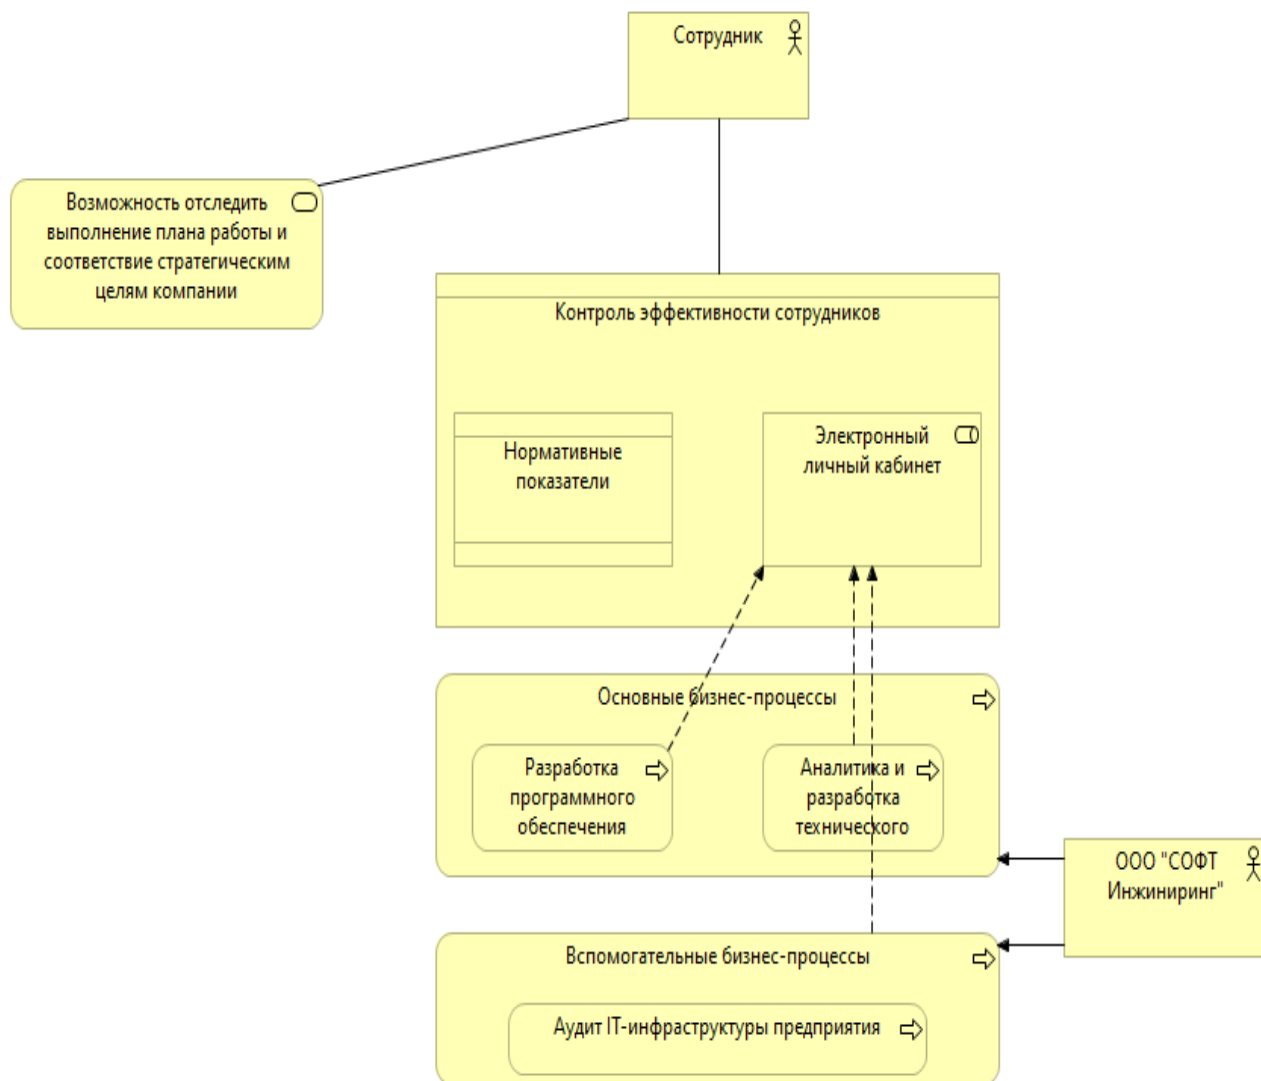 Сотрудник
Возможность отследить
выполнение плана работы и
соответствие стратегическим
целям компании
Контроль эффективности сотрудников
Нормативные
показатели
Электронный
личный кабинет
Основные бизнес-процессы
Разработка
программного
обеспечения
Аналитика и
разработка
технического
ООО "СОФТ
Инжиниринг"
Вспомогательные бизнес-процессы
Аудит IT-инфраструктуры предприятия